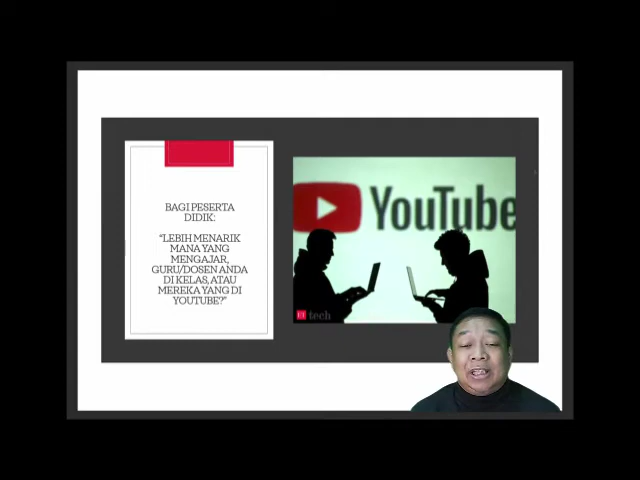 BAGI PESERTA
DIDIK:
“LEBIH MENARIK
MANA YANG
MENGAJAR,
GURU/DOSEN ANDA
DI KELAS, ATAU
MEREKA YANG DI
YOUTUBE?”
YouTube
ET tech